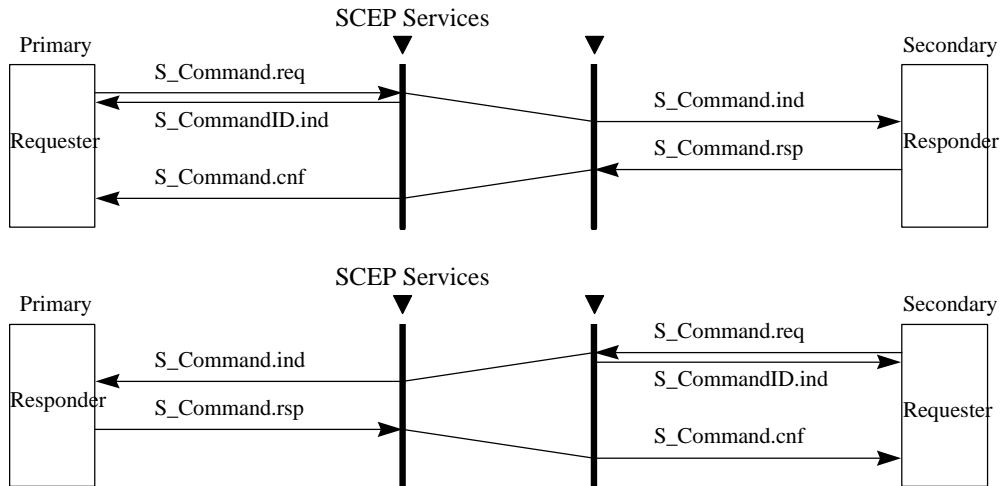 SCEP Services
Primary
Secondary
S_Command.req
S_CommandID.ind
S_Command.ind
Requester
Responder
S_Command.rsp
S_Command.cnf
SCEP Services
Primary
Secondary
S_Command.req
S_Command.ind
S_CommandID.ind
Responder
Requester
S_Command.rsp
S_Command.cnf